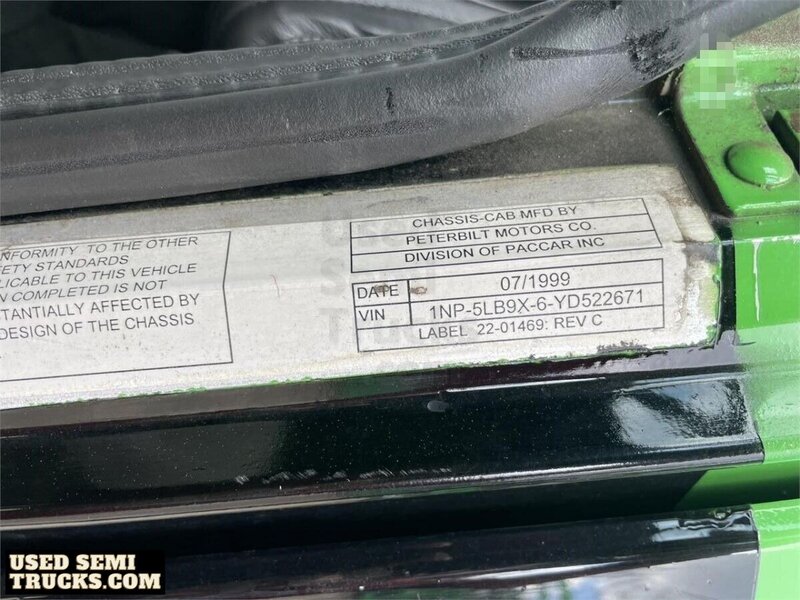 NFORMITY TO THE OTHER
FETY STANDARDS
LICABLE TO THIS VEHICLE
N COMPLETED IS NOT
TANTIALLY AFFECTED BY
DESIGN OF THE CHASSIS
CHASSIS-CAB MFD BY
PETERBILT MOTORS CO.
DIVISION OF PACCAR INC
DATE 07/1999
VIN 1NP-5LB9X-6-YD522671
LABEL 22-01469: REV C
USED SEMI
TRUCKS.COM